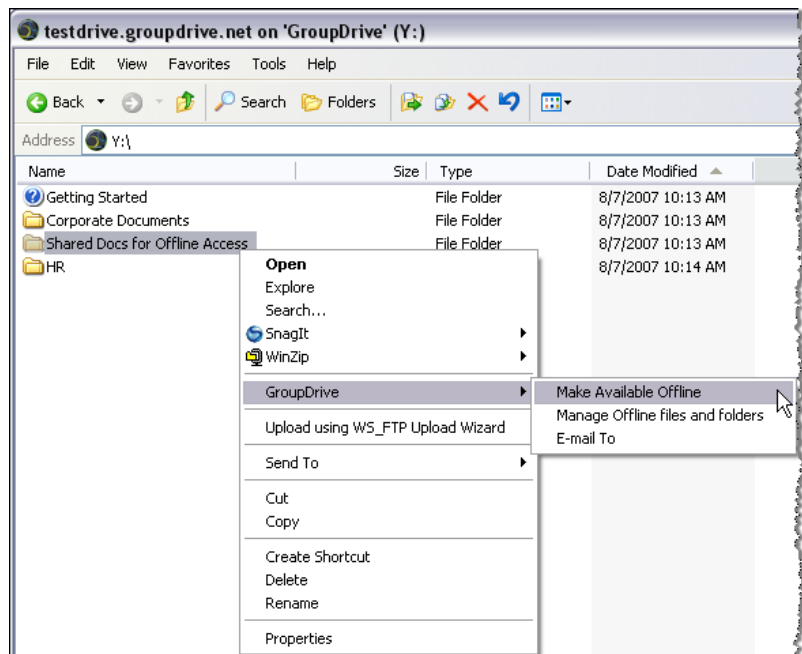 testdrive.groupdrive.net on 'GroupDrive' (Y:)
File Edit View Favorites Tools Help
Back Search Folders
Address Y:\
Name Size Type Date Modified
Getting Started File Folder 8/7/2007 10:13 AM
Corporate Documents File Folder 8/7/2007 10:13 AM
Shared Docs for Offline Access File Folder 8/7/2007 10:13 AM
HR 8/7/2007 10:14 AM
Open
Explore
Search...
SnagIt
WinZip
GroupDrive
Make Available Offline
Manage Offline files and folders
E-mail To
Upload using WS_FTP Upload Wizard
Send To
Cut
Copy
Create Shortcut
Delete
Rename
Properties